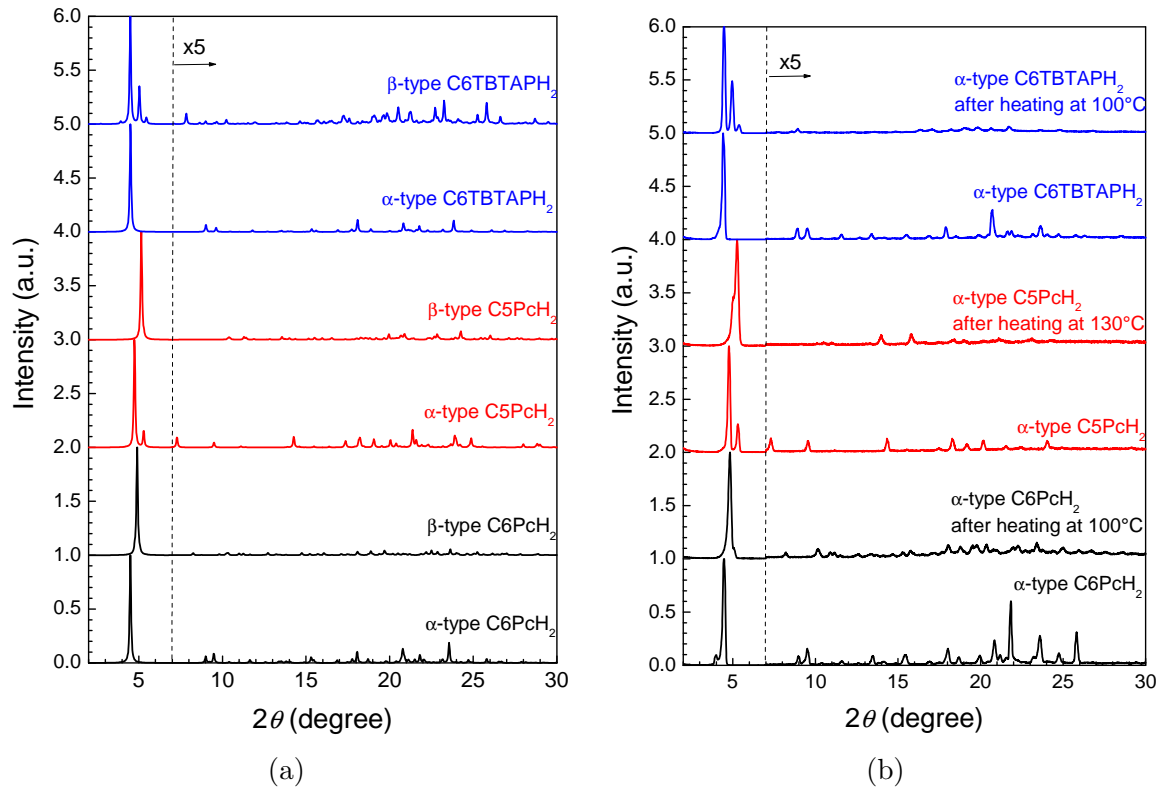 6.0
x5
β-type C6TBTAPH₂
5.5
5.0
4.5
α-type C6TBTAPH₂
4.0
3.5
β-type C5PcH₂
3.0
2.5
α-type C5PcH₂
2.0
1.5
β-type C6PcH₂
1.0
0.5
α-type C6PcH₂
0.0
5 10 15 20 25 30
2θ (degree)
Intensity (a.u.)
(a)
6.0
x5
α-type C6TBTAPH₂
after heating at 100°C
5.5
5.0
4.5
α-type C6TBTAPH₂
4.0
3.5
α-type C5PcH₂
after heating at 130°C
3.0
2.5
α-type C5PcH₂
2.0
1.5
α-type C6PcH₂
after heating at 100°C
1.0
α-type C6PcH₂
0.5
0.0
5 10 15 20 25 30
2θ (degree)
Intensity (a.u.)
(b)